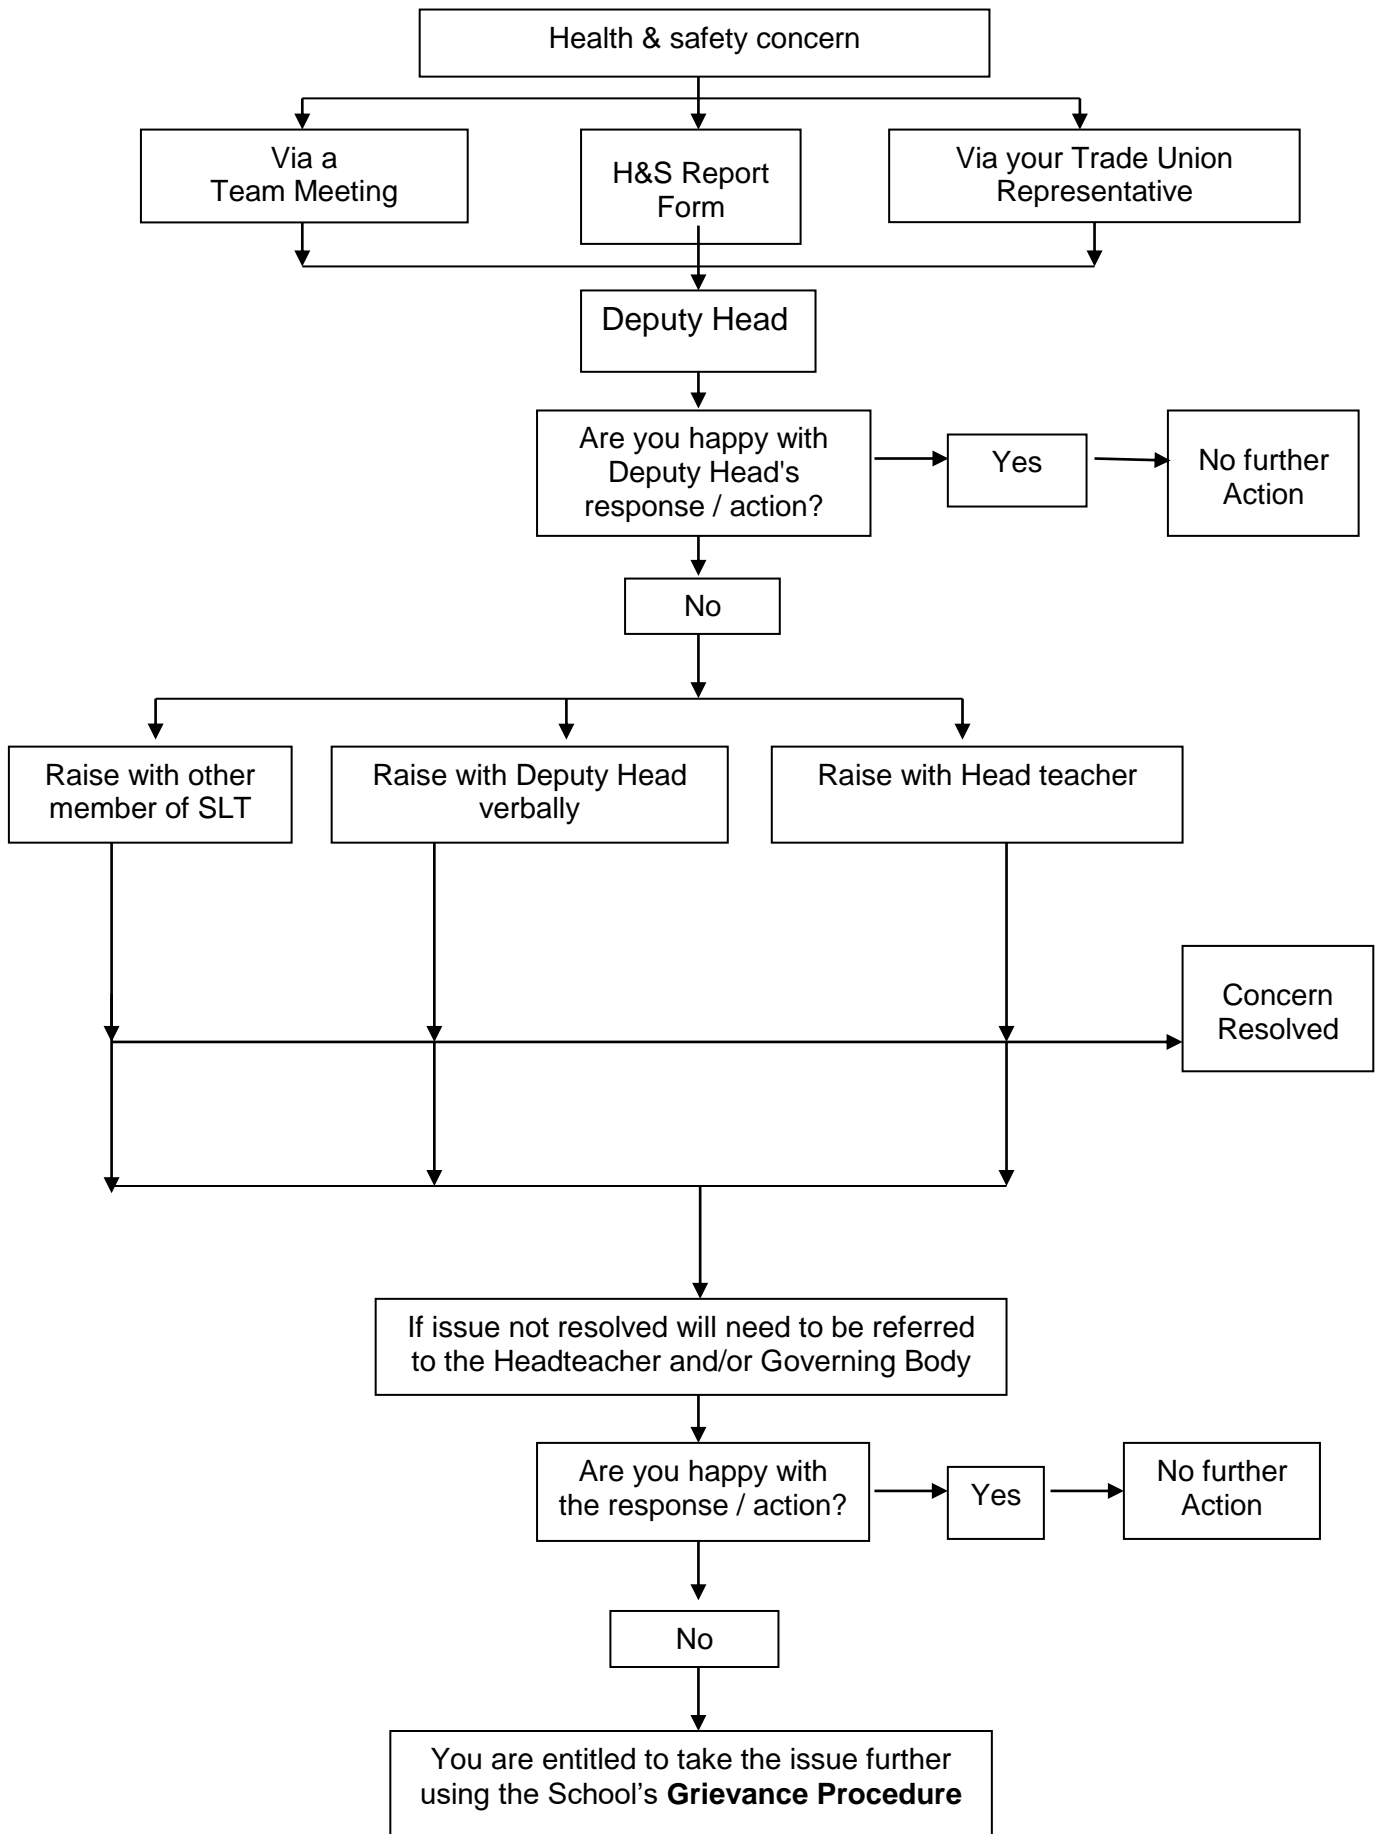 Health & safety concern
Via a
Team Meeting
H&S Report
Form
Via your Trade Union
Representative
Deputy Head
Are you happy with
Deputy Head's
response / action?
Yes
No further
Action
No
Raise with other
member of SLT
Raise with Deputy Head
verbally
Raise with Head teacher
Concern
Resolved
If issue not resolved will need to be referred
to the Headteacher and/or Governing Body
Are you happy with
the response / action?
Yes
No further
Action
No
You are entitled to take the issue further
using the School’s Grievance Procedure